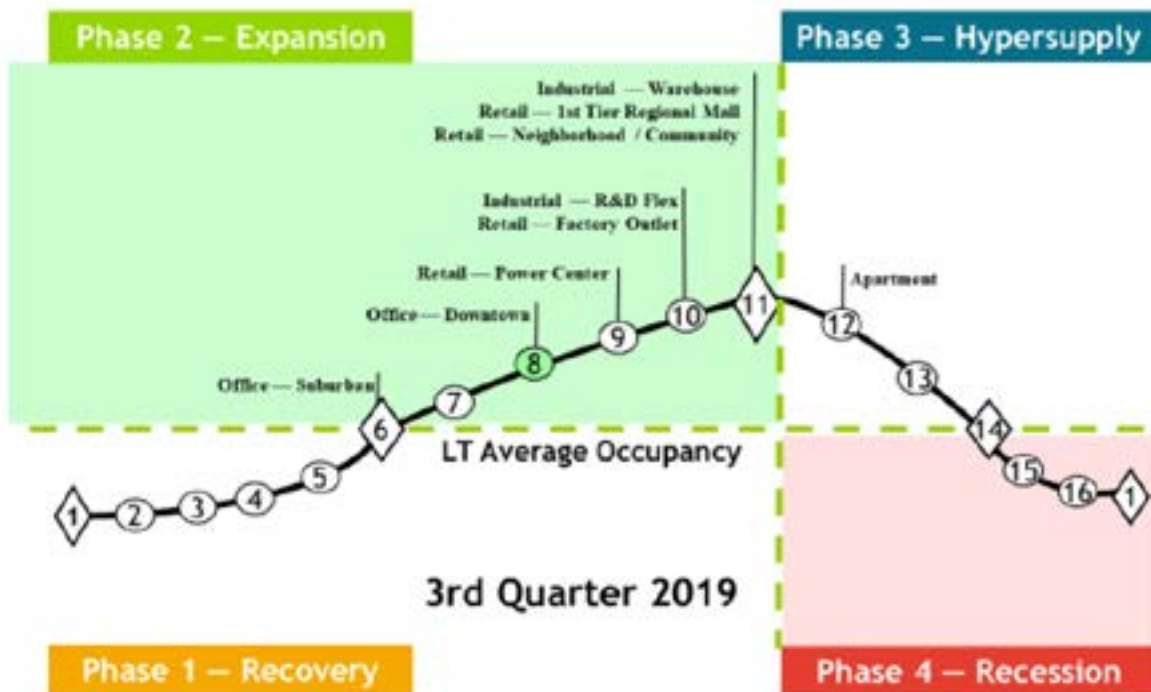 Phase 2 — Expansion
Phase 3 — Hypersupply
Industrial — Warehouse
Retail — 1st Tier Regional Mall
Retail — Neighborhood / Community
Industrial — R&D Flex
Retail — Factory Outlet
Retail — Power Center
Apartment
Office — Downtown
Office — Suburban
1
2
3
4
5
6
7
8
9
10
11
12
13
14
15
16
1
LT Average Occupancy
3rd Quarter 2019
Phase 1 — Recovery
Phase 4 — Recession